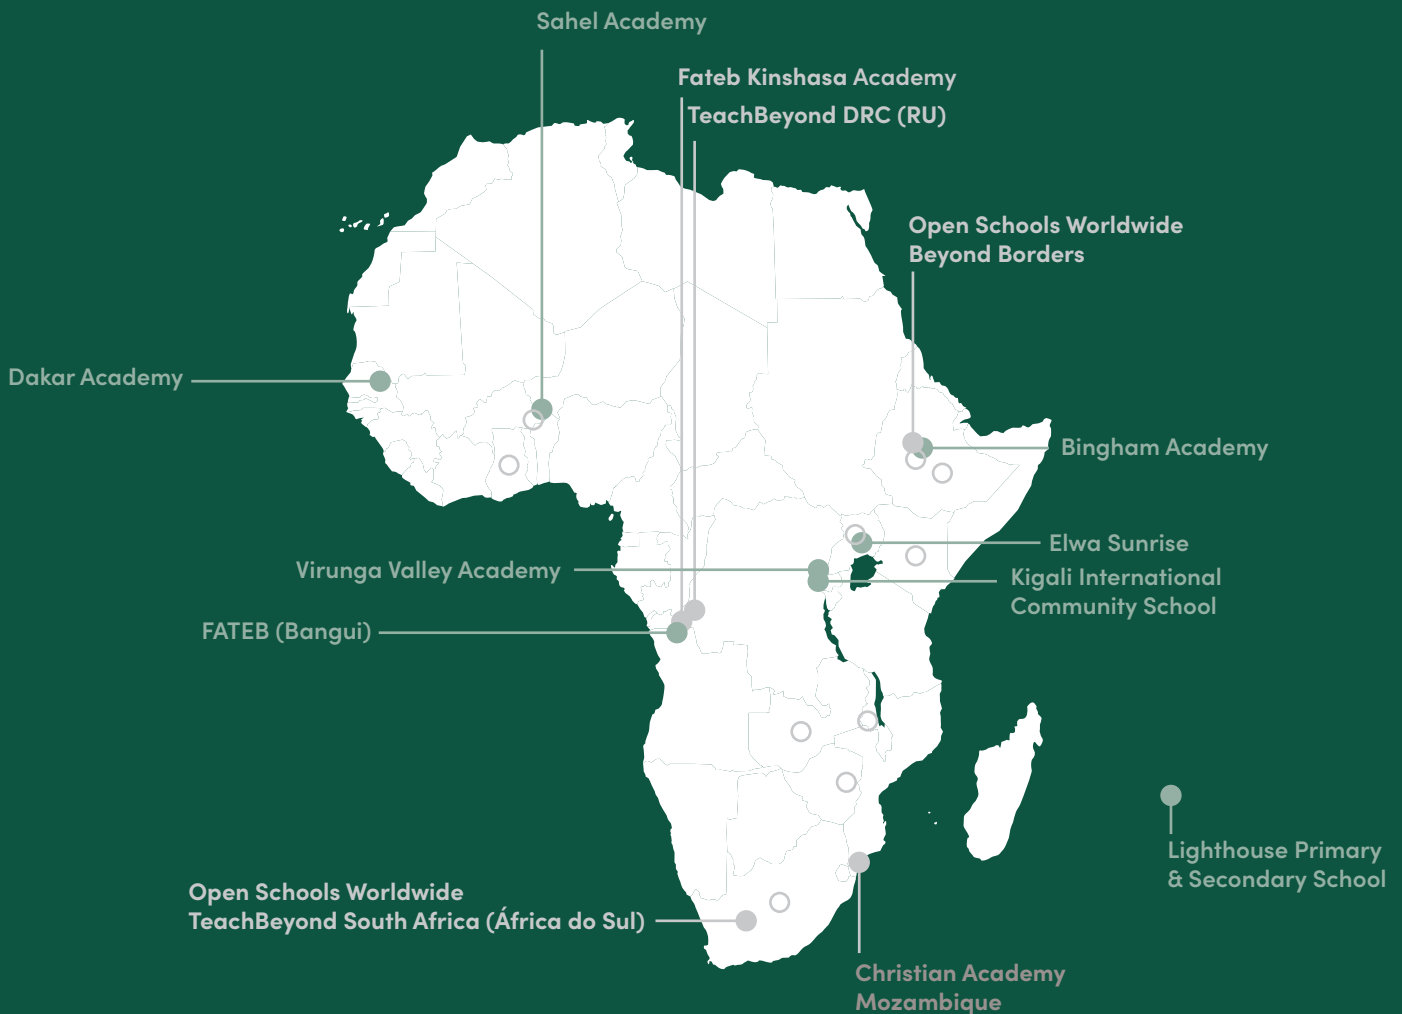 Sahel Academy
Fateb Kinshasa Academy
TeachBeyond DRC (RU)
Open Schools Worldwide
Beyond Borders
Dakar Academy
Bingham Academy
Elwa Sunrise
Virunga Valley Academy
Kigali International
Community School
FATEB (Bangui)
Lighthouse Primary
& Secondary School
Open Schools Worldwide
TeachBeyond South Africa (África do Sul)
Christian Academy
Mozambique